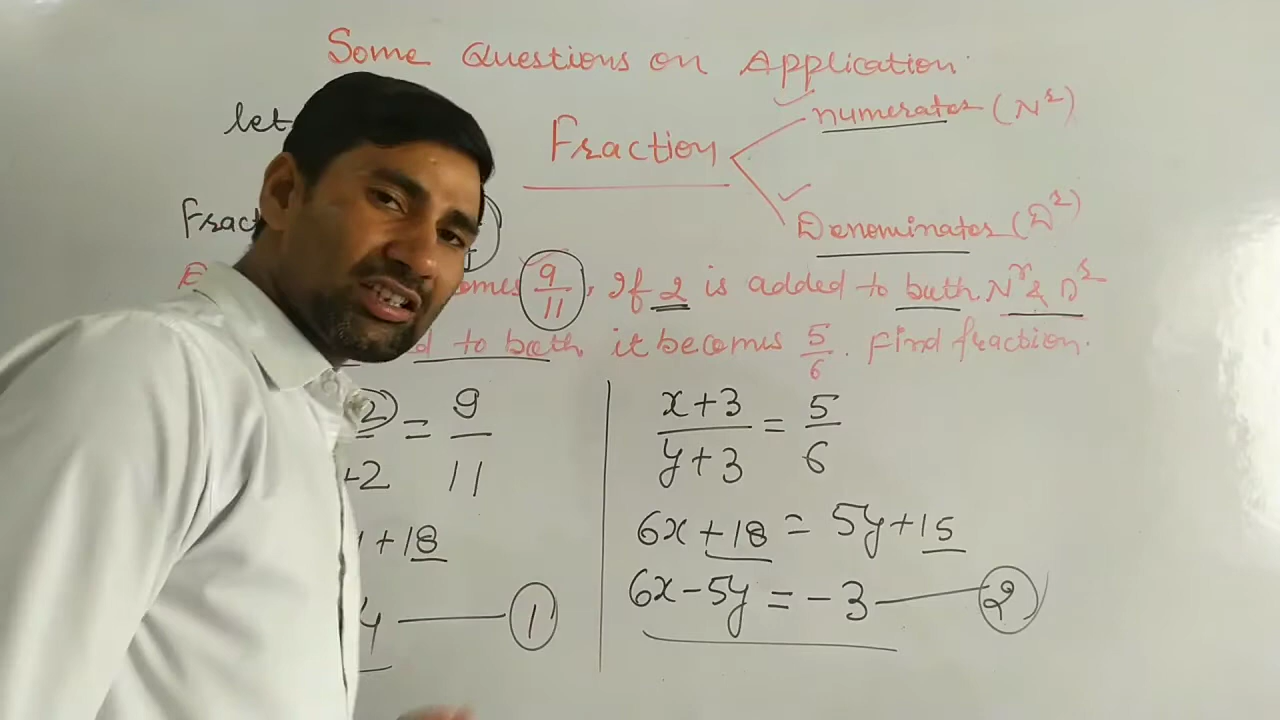 Some Questions on Application.
let
Fraction
numerator (Nʳ)
Denominator (Dʳ)
Fract
omes 9/11, If 2 is added to both Nʳ & Dʳ
d to both it becomes 5/6. Find fraction.
2 = 9
+2 11
+18
4 —— ①
x+3 = 5
y+3 6
6x+18 = 5y+15
6x-5y = -3 —— ②